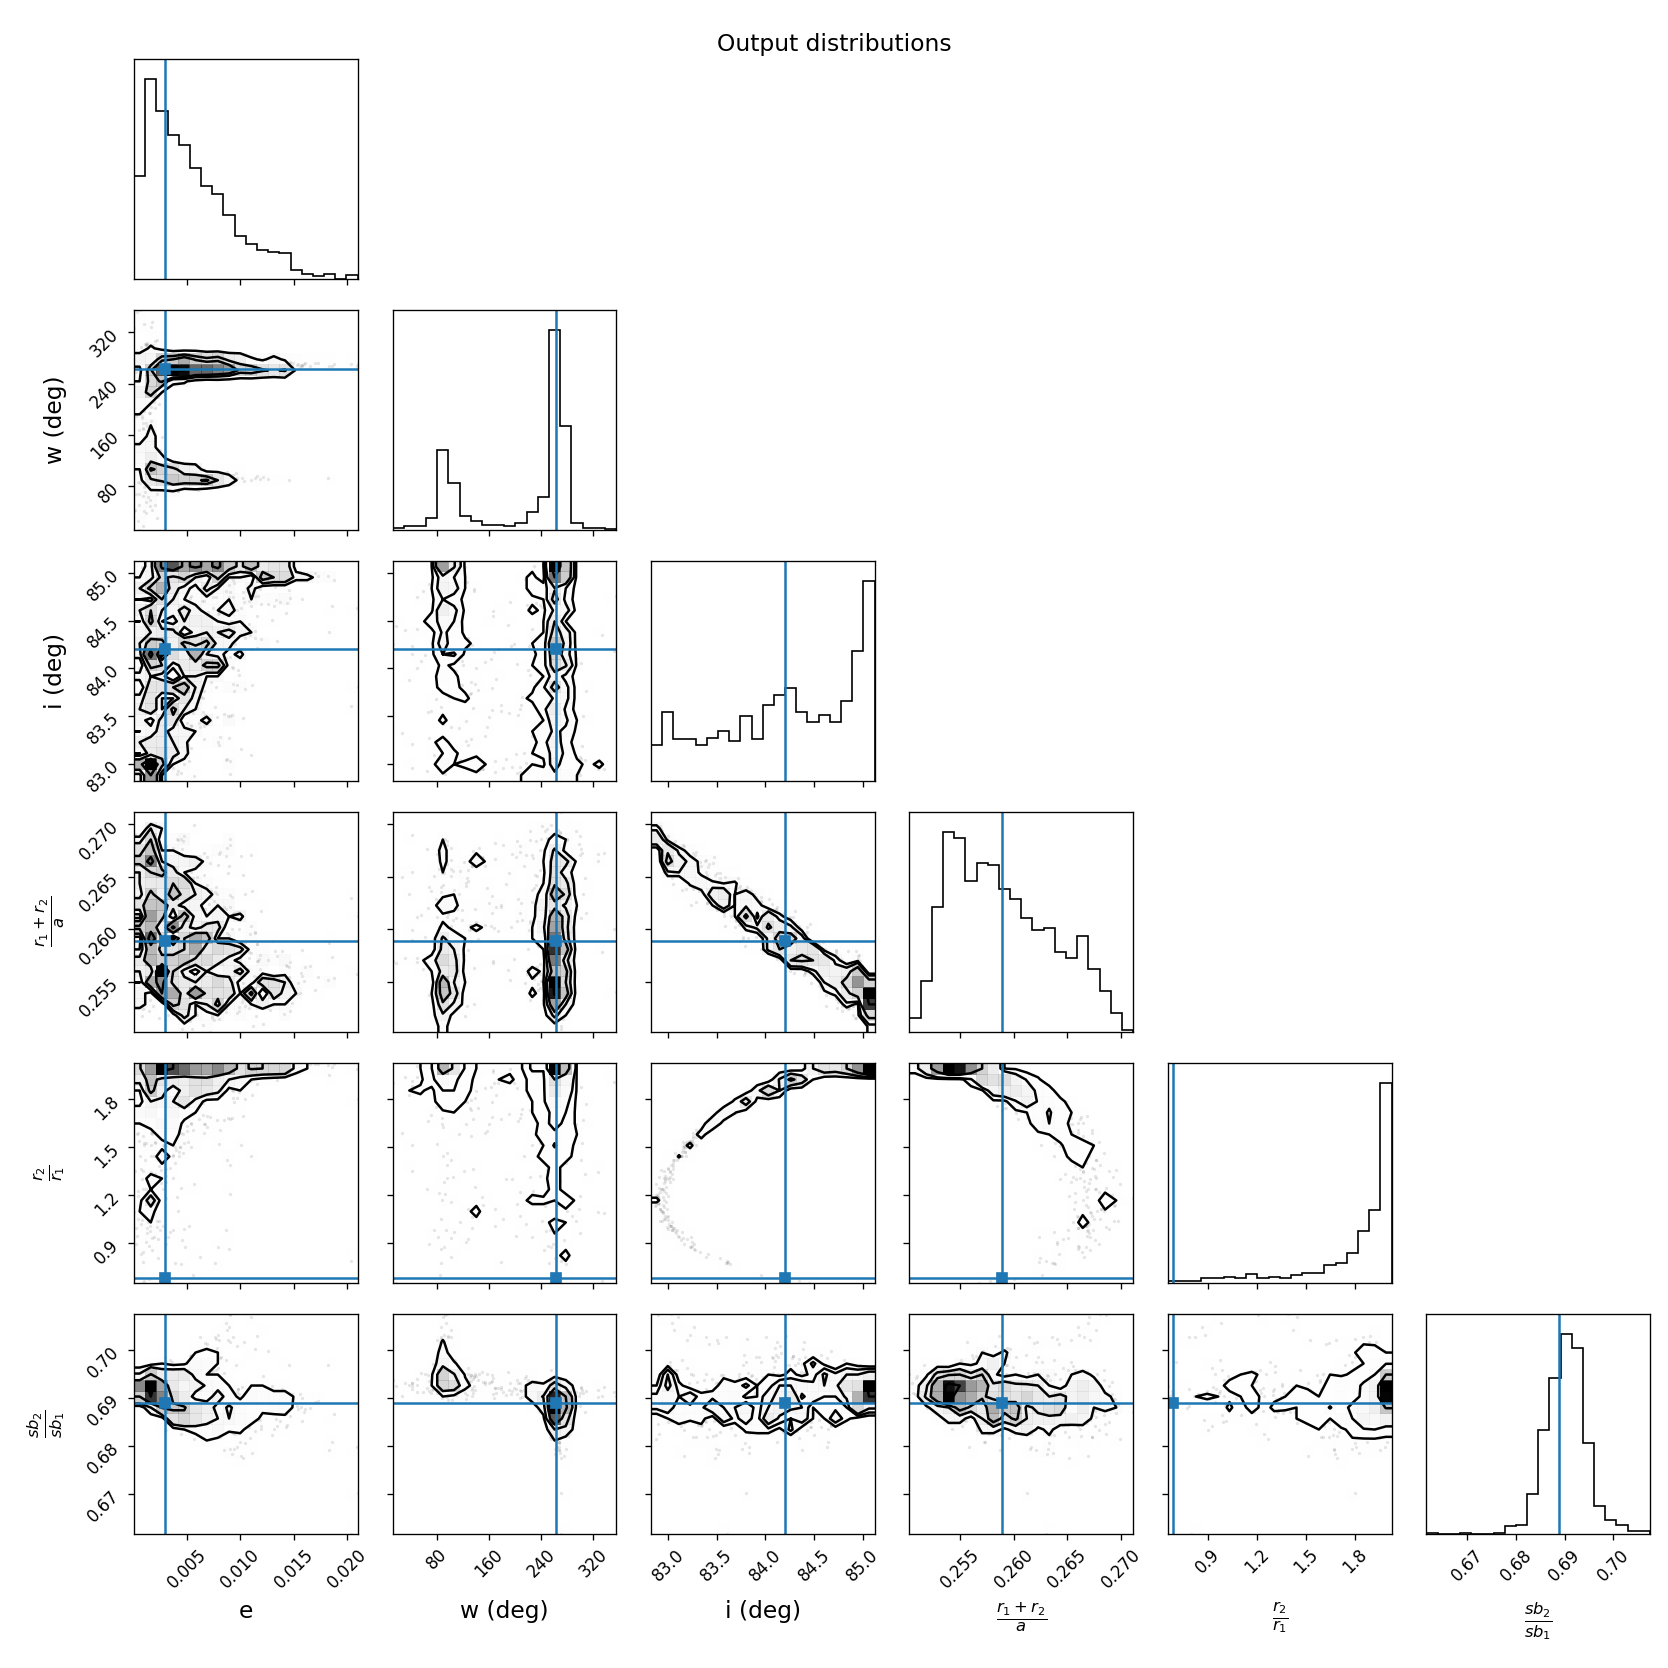 Output distributions
w (deg)
320
240
160
80
i (deg)
85.0
84.5
84.0
83.5
83.0
r₁ + r₂
a
0.270
0.265
0.260
0.255
r₂
r₁
1.8
1.5
1.2
0.9
sb₂
sb₁
0.70
0.69
0.68
0.67
0.005 0.010 0.015 0.020
80 160 240 320
83.0 83.5 84.0 84.5 85.0
0.255 0.260 0.265 0.270
0.9 1.2 1.5 1.8
0.67 0.68 0.69 0.70
e
w (deg)
i (deg)
r₁ + r₂
a
r₂
r₁
sb₂
sb₁